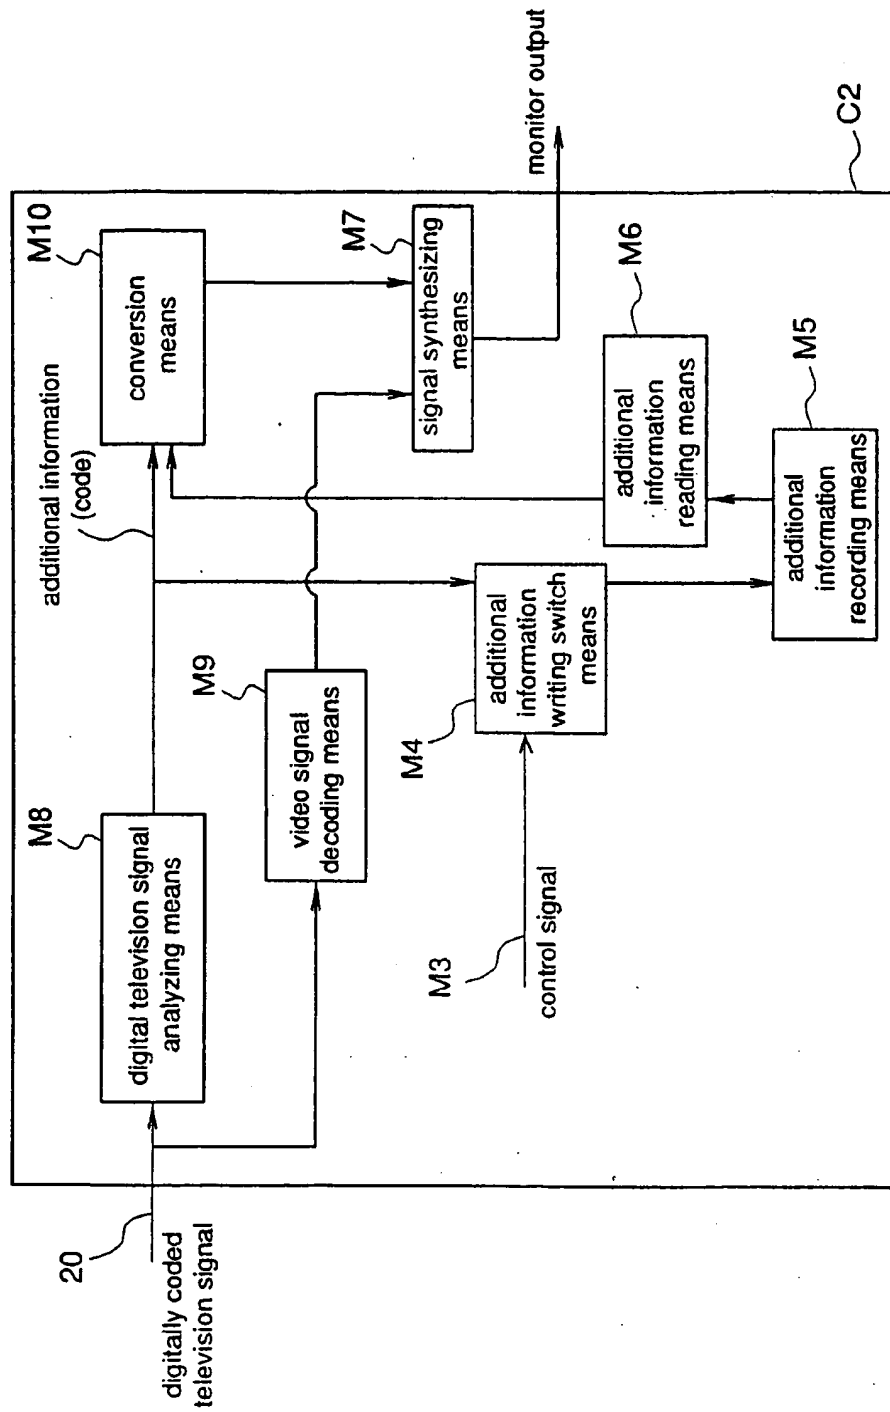 20
digitally coded
television signal
M8
digital television signal
analyzing means
additional information
(code)
M10
conversion
means
M9
video signal
decoding means
M7
signal synthesizing
means
monitor output
M3
control signal
M4
additional
information
writing switch
means
M6
additional
information
reading means
M5
additional
information
recording means
C2